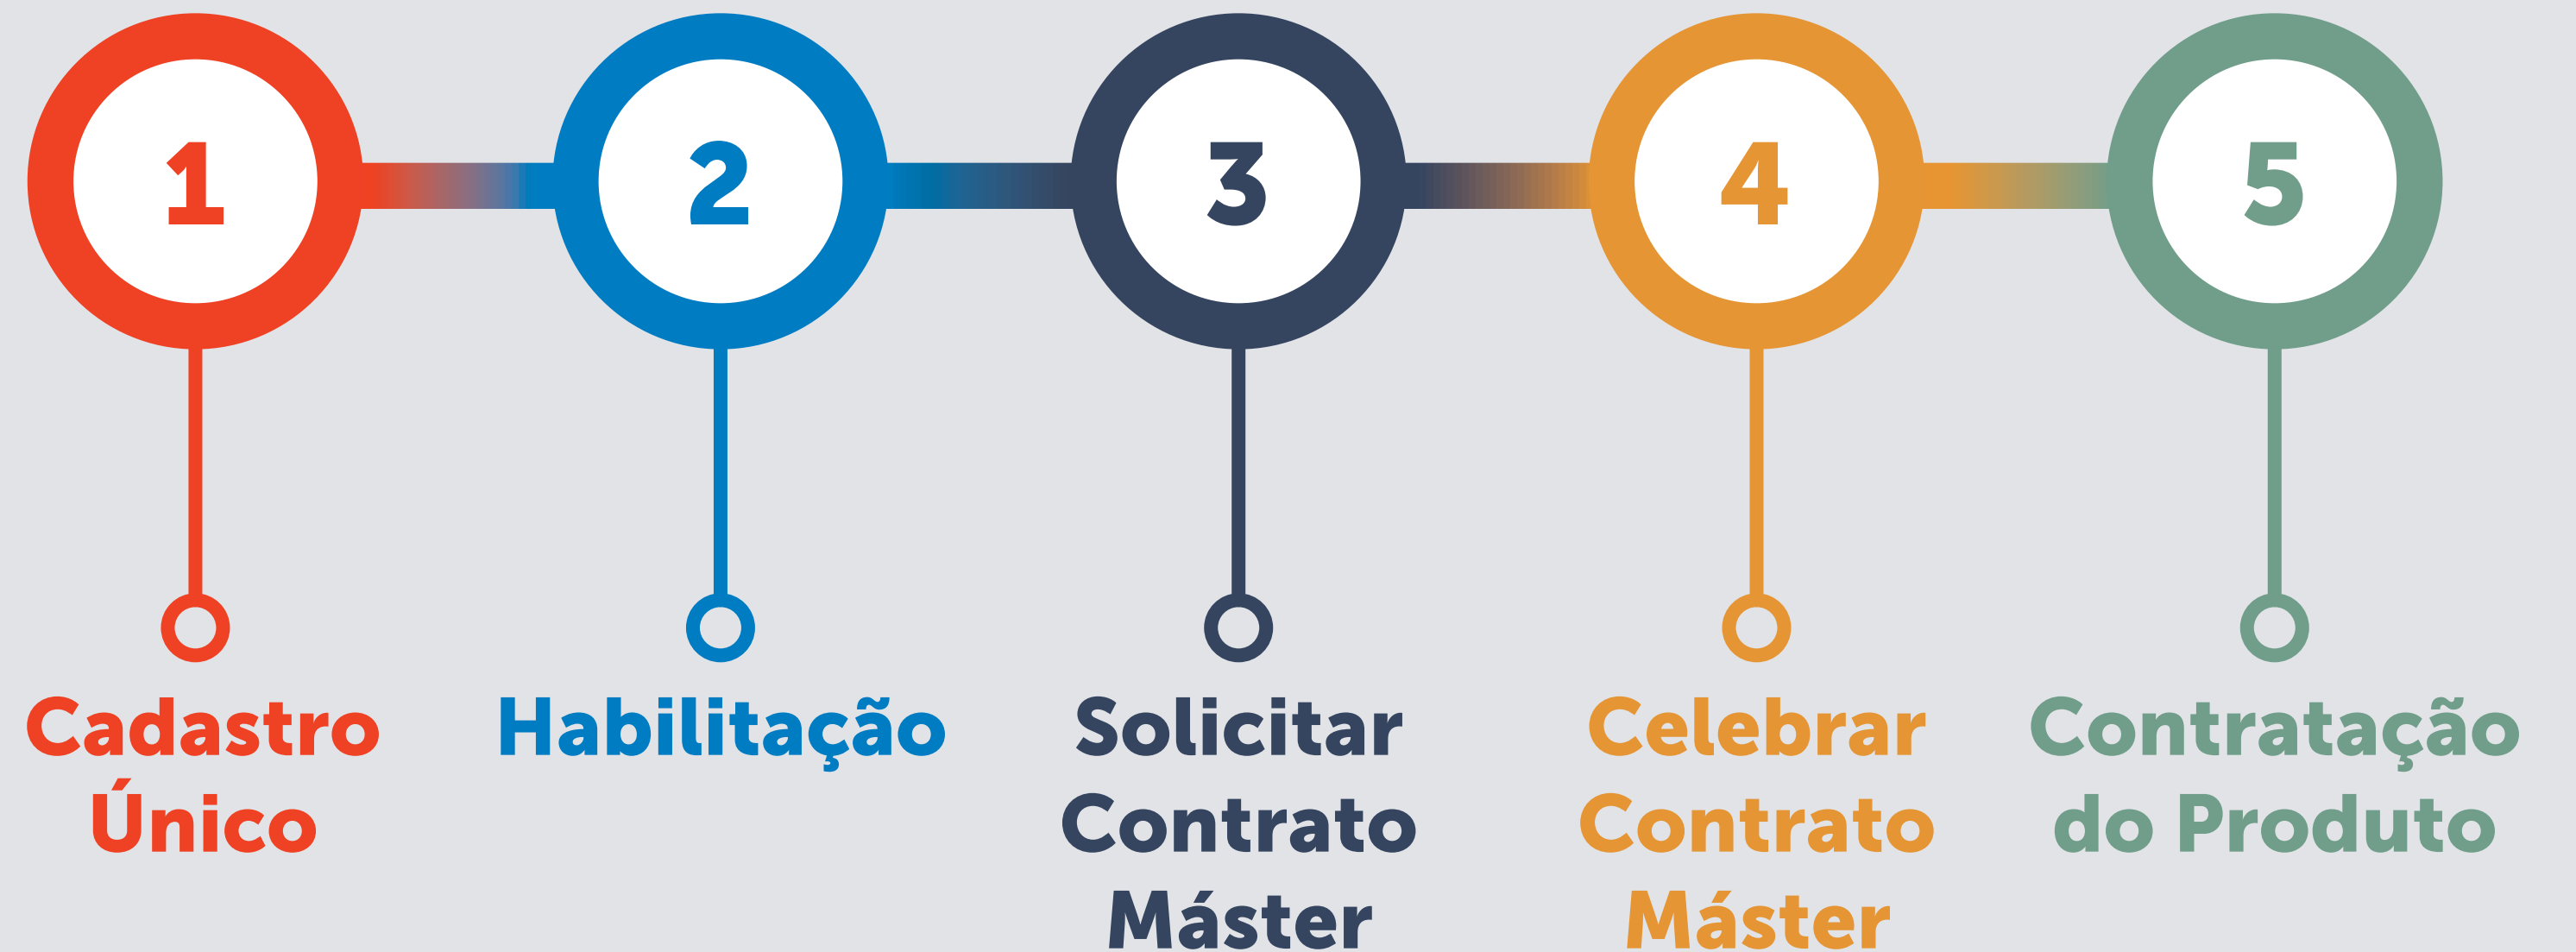 1
2
3
4
5
Cadastro
Único
Habilitação
Solicitar
Contrato
Máster
Celebrar
Contrato
Máster
Contratação
do Produto